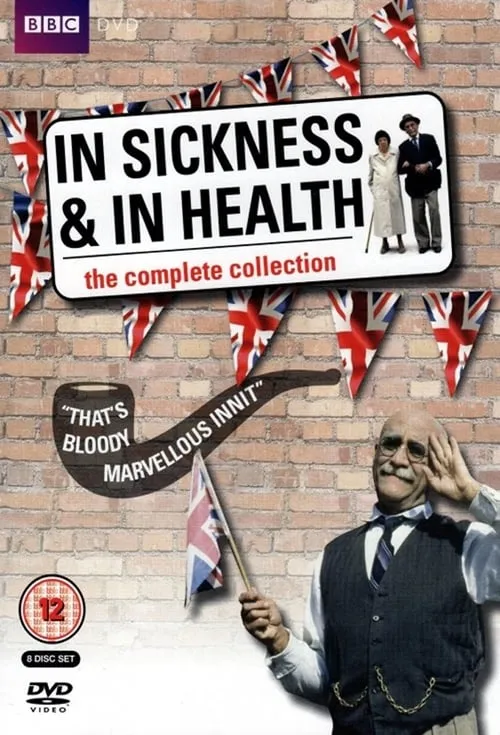 BBC DVD
IN SICKNESS
& IN HEALTH
the complete collection
"THAT'S
BLOODY
MARVELLOUS INNIT"
12
8 DISC SET
DVD
VIDEO